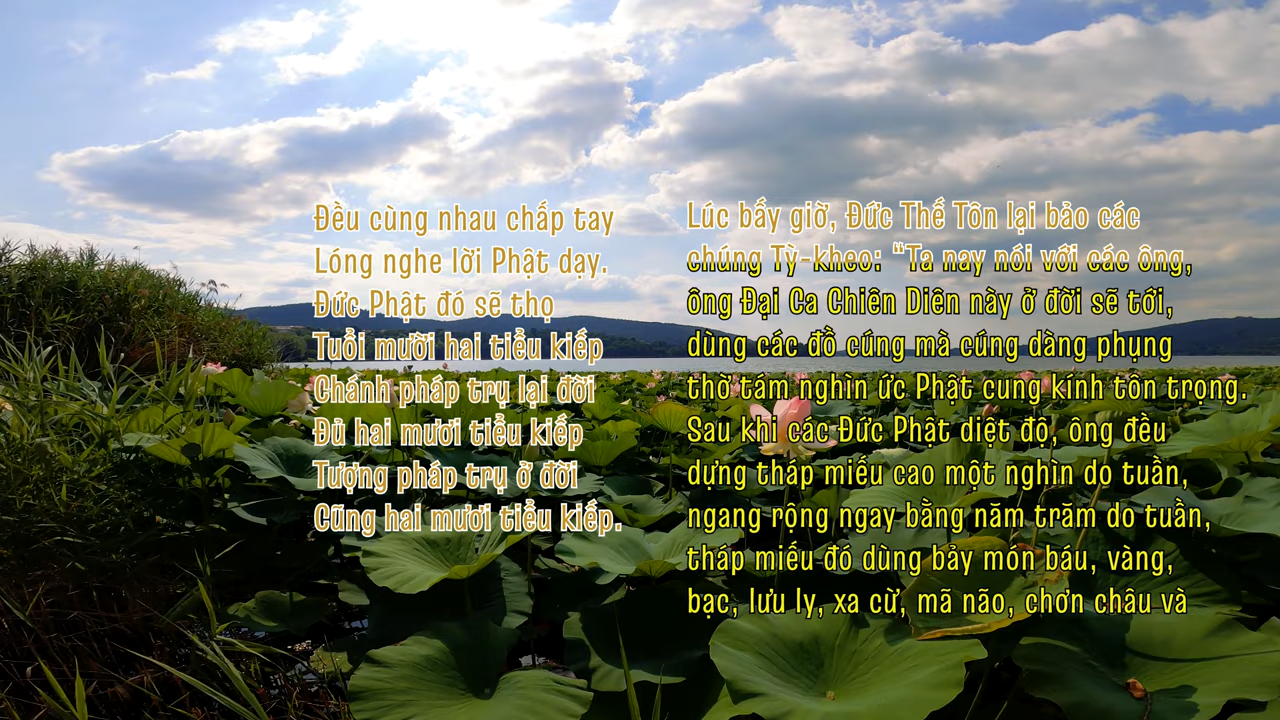 Đều cùng nhau chấp tay
Lóng nghe lời Phật dạy.
Đức Phật đó sẽ thọ
Tuổi mười hai tiểu kiếp
Chánh pháp trụ lại đời
Đủ hai mươi tiểu kiếp
Tượng pháp trụ ở đời
Cũng hai mươi tiểu kiếp.
Lúc bấy giờ, Đức Thế Tôn lại bảo các
chúng Tỳ-kheo: "Ta nay nói với các ông,
ông Đại Ca Chiên Diên này ở đời sẽ tới,
dùng các đồ cúng mà cúng dàng phụng
thờ tám nghìn ức Phật cung kính tôn trọng.
Sau khi các Đức Phật diệt độ, ông đều
dựng tháp miếu cao một nghìn do tuần,
ngang rộng ngay bằng năm trăm do tuần,
tháp miếu đó dùng bảy món báu, vàng,
bạc, lưu ly, xa cừ, mã não, chơn châu và